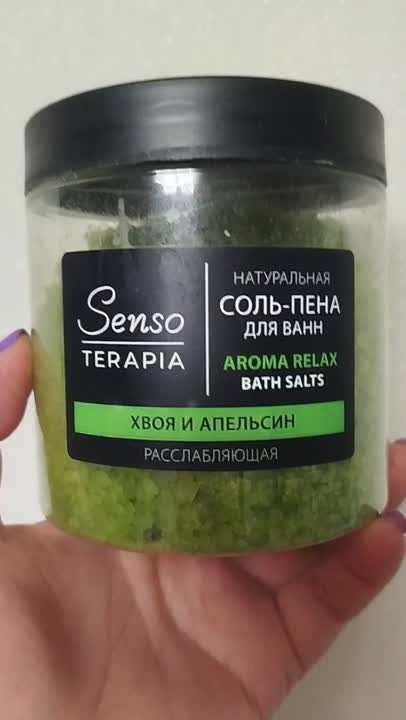 Senso
TERAPIA
НАТУРАЛЬНАЯ
СОЛЬ-ПЕНА
ДЛЯ ВАНН
AROMA RELAX
BATH SALTS
ХВОЯ И АПЕЛЬСИН
РАССЛАБЛЯЮЩАЯ